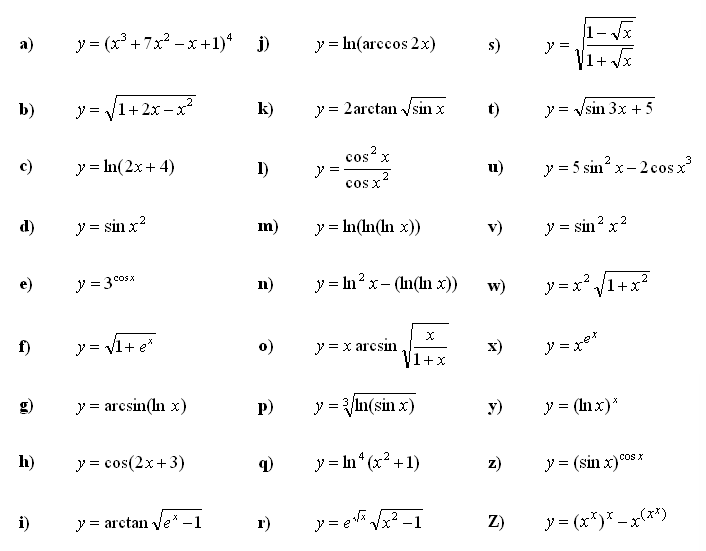 a) y = (x³ + 7x² − x + 1)⁴ j) y = ln(arccos 2x) s) y = √((1 − √x)/(1 + √x))
b) y = √(1 + 2x − x²) k) y = 2arctan √(sin x) t) y = √(sin 3x + 5)
c) y = ln(2x + 4) l) y = cos² x / cos x² u) y = 5 sin² x − 2 cos x³
d) y = sin x² m) y = ln(ln(ln x)) v) y = sin² x²
e) y = 3^(cos x) n) y = ln² x − (ln(ln x)) w) y = x² √(1 + x²)
f) y = √(1 + eˣ) o) y = x arcsin √(x/(1 + x)) x) y = x^(e^x)
g) y = arcsin(ln x) p) y = ∛(ln(sin x)) y) y = (ln x)ˣ
h) y = cos(2x + 3) q) y = ln⁴ (x² + 1) z) y = (sin x)^(cos x)
i) y = arctan √(eˣ − 1) r) y = e^(√x) √(x² − 1) Z) y = (xˣ)ˣ − x^(x^x)